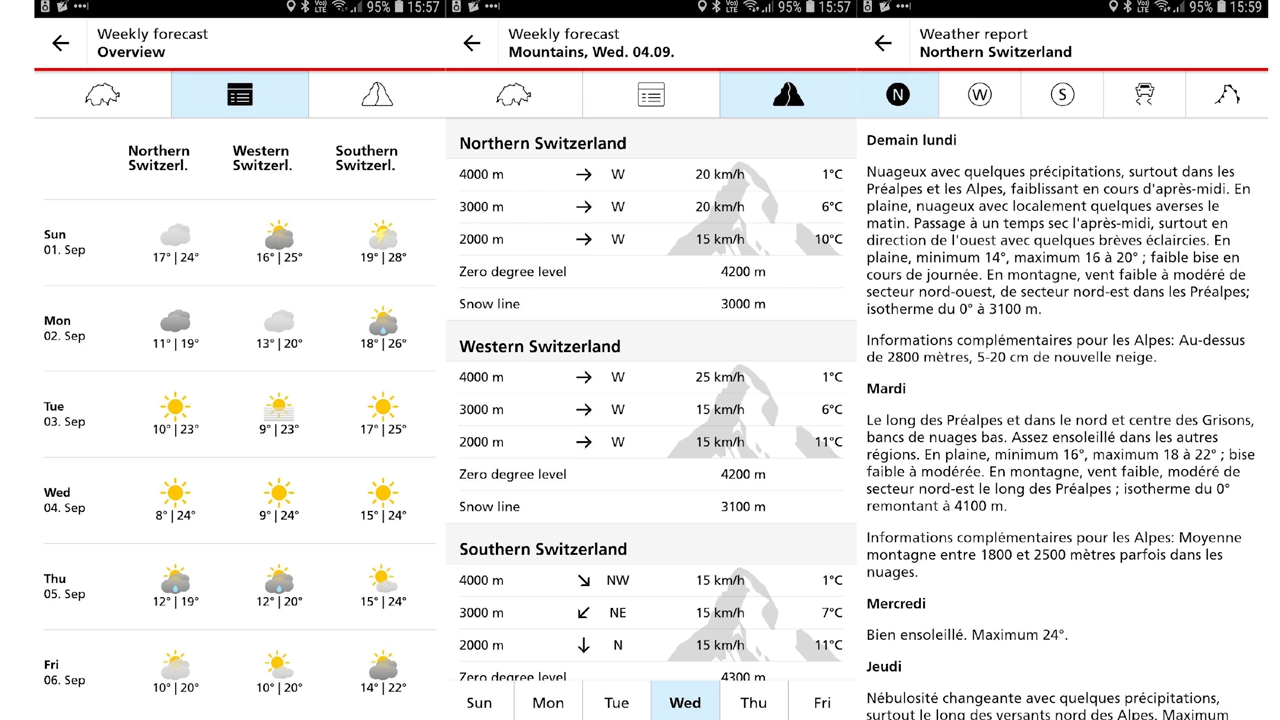 95% 15:57
Weekly forecast
Overview
Northern Switzerl.
Western Switzerl.
Southern Switzerl.
Sun
01. Sep
17° | 24°
16° | 25°
19° | 28°
Mon
02. Sep
11° | 19°
13° | 20°
18° | 26°
Tue
03. Sep
10° | 23°
9° | 23°
17° | 25°
Wed
04. Sep
8° | 24°
9° | 24°
15° | 24°
Thu
05. Sep
12° | 19°
12° | 20°
15° | 24°
Fri
06. Sep
10° | 20°
10° | 20°
14° | 22°
95% 15:57
Weekly forecast
Mountains, Wed. 04.09.
Northern Switzerland
4000 m W 20 km/h 1°C
3000 m W 20 km/h 6°C
2000 m W 15 km/h 10°C
Zero degree level 4200 m
Snow line 3000 m
Western Switzerland
4000 m W 25 km/h 1°C
3000 m W 15 km/h 6°C
2000 m W 15 km/h 11°C
Zero degree level 4200 m
Snow line 3100 m
Southern Switzerland
4000 m NW 15 km/h 1°C
3000 m NE 15 km/h 7°C
2000 m N 15 km/h 11°C
Zero degree level 4300 m
Sun Mon Tue Wed Thu Fri
95% 15:59
Weather report
Northern Switzerland
N W S
Demain lundi
Nuageux avec quelques précipitations, surtout dans les
Préalpes et les Alpes, faiblissant en cours d'après-midi. En
plaine, nuageux avec localement quelques averses le
matin. Passage à un temps sec l'après-midi, surtout en
direction de l'ouest avec quelques brèves éclaircies. En
plaine, minimum 14°, maximum 16 à 20° ; faible bise en
cours de journée. En montagne, vent faible à modéré de
secteur nord-ouest, de secteur nord-est dans les Préalpes;
isotherme du 0° à 3100 m.
Informations complémentaires pour les Alpes: Au-dessus
de 2800 mètres, 5-20 cm de nouvelle neige.
Mardi
Le long des Préalpes et dans le nord et centre des Grisons,
bancs de nuages bas. Assez ensoleillé dans les autres
régions. En plaine, minimum 16°, maximum 18 à 22° ; bise
faible à modérée. En montagne, vent faible, modéré de
secteur nord-est le long des Préalpes ; isotherme du 0°
remontant à 4100 m.
Informations complémentaires pour les Alpes: Moyenne
montagne entre 1800 et 2500 mètres parfois dans les
nuages.
Mercredi
Bien ensoleillé. Maximum 24°.
Jeudi
Nébulosité changeante avec quelques précipitations,
surtout le long des versants nord des Alpes. Maximum